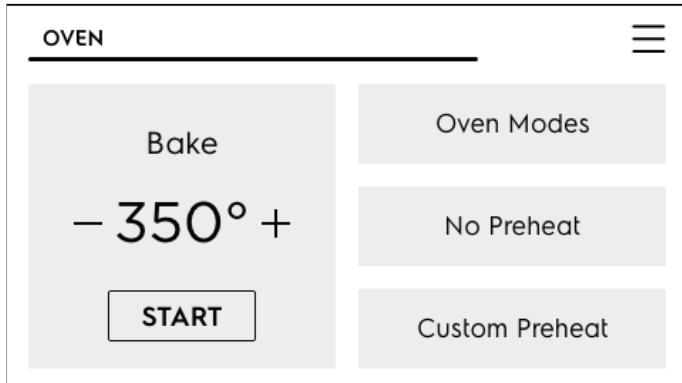 OVEN
Bake
− 350° +
START
Oven Modes
No Preheat
Custom Preheat